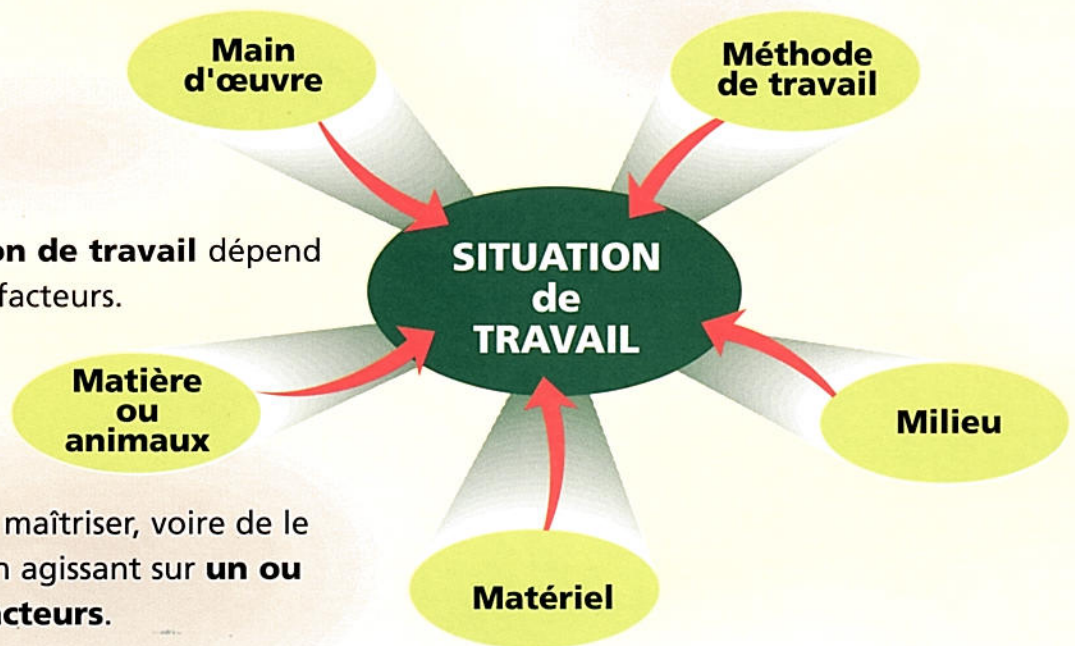 Main
d'œuvre
Méthode
de travail
on de travail dépend
facteurs.
SITUATION
de
TRAVAIL
Matière
ou
animaux
Milieu
maîtriser, voire de le
n agissant sur un ou
acteurs.
Matériel